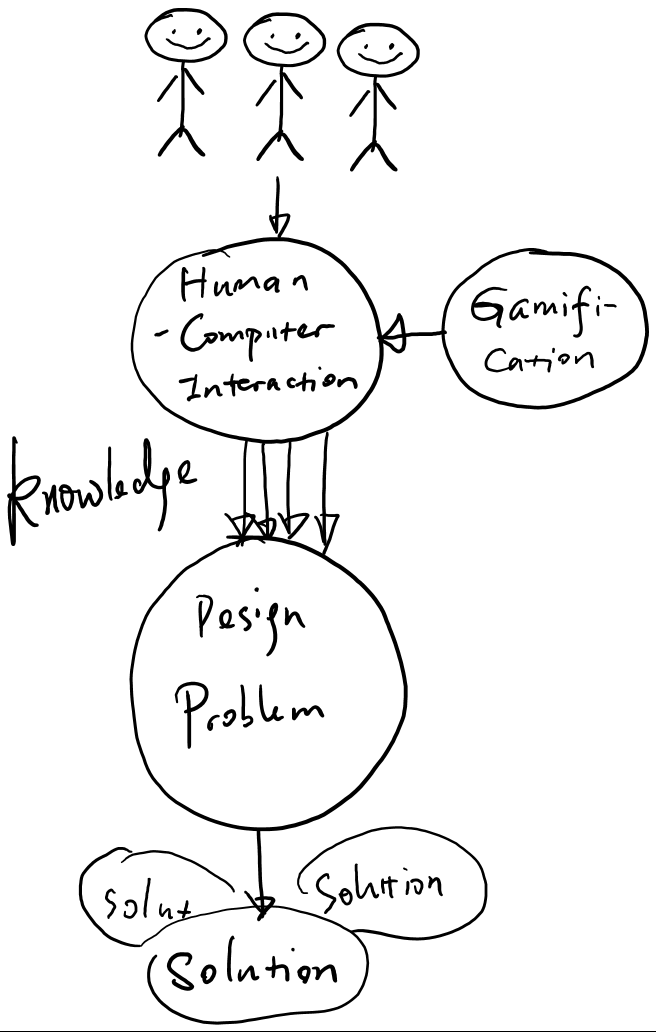 Human
-Computer
Interaction
Gamifi-
cation
Knowledge
Design
Problem
Solut
Solution
Solution